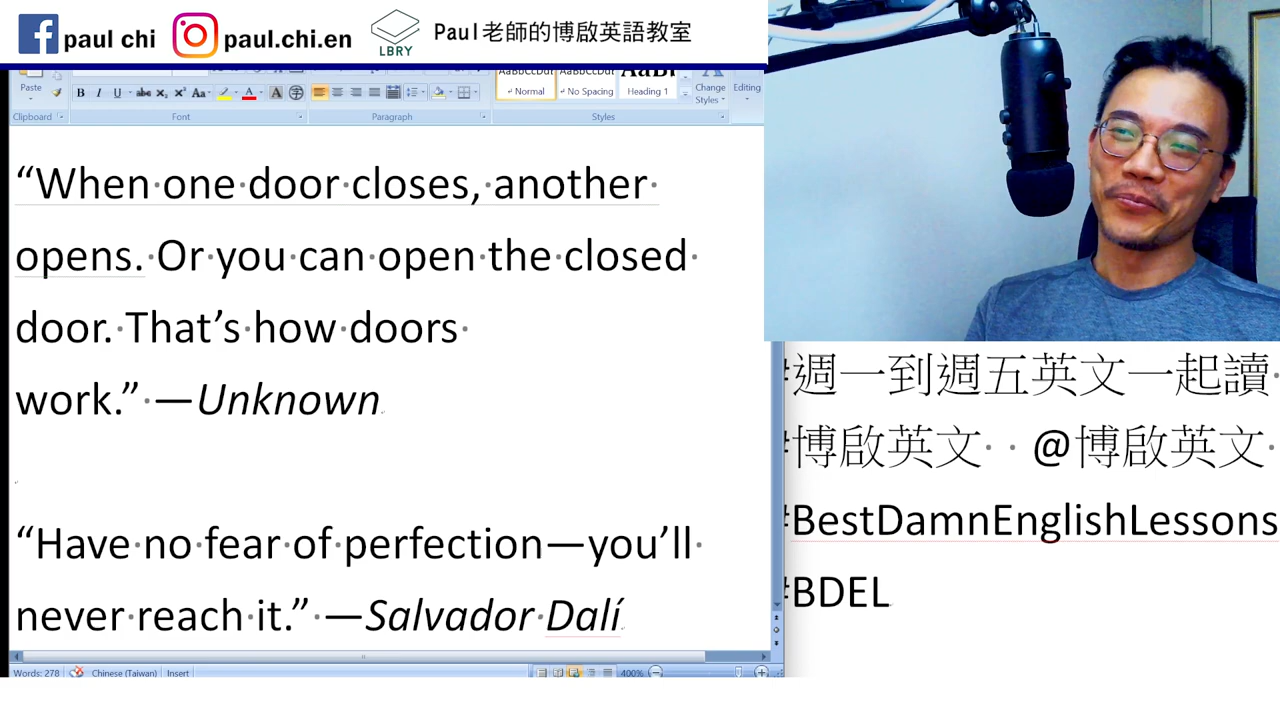 paul chi
paul.chi.en
LBRY
Paul老師的博啟英語教室
Paste
Change
Styles
Editing
Normal
No Spacing
Heading 1
Clipboard
Font
Paragraph
Styles
“When one door closes, another
opens. Or you can open the closed
door. That’s how doors
work.” —Unknown
“Have no fear of perfection—you’ll
never reach it.” —Salvador Dalí
#週一到週五英文一起讀
#博啟英文 @博啟英文
#BestDamnEnglishLessons
#BDEL
Words: 278
Chinese (Taiwan)
Insert
400%